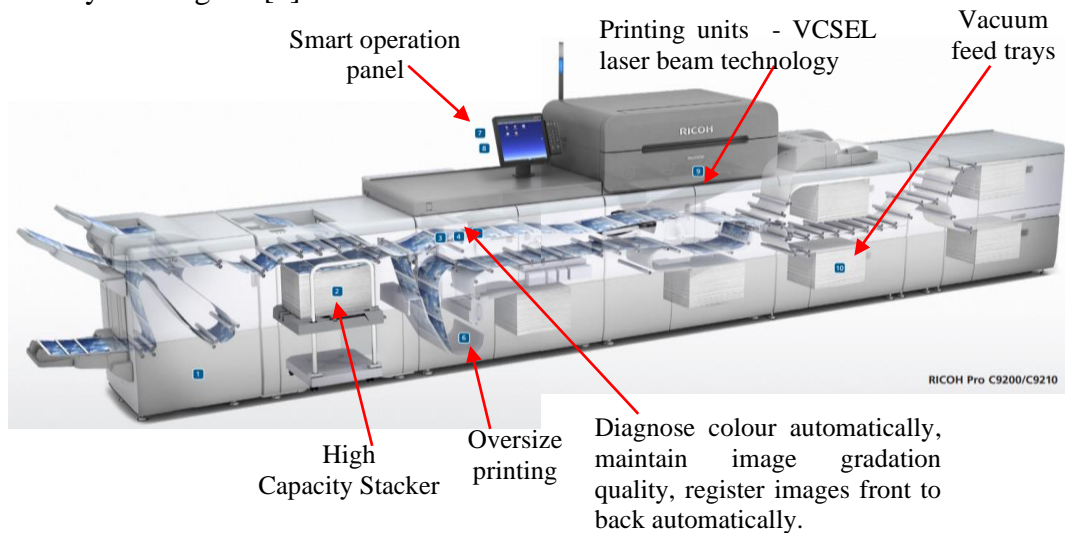 Smart operation
panel
Printing units - VCSEL
laser beam technology
Vacuum
feed trays
7
8
RICOH
9
3
4
10
2
6
1
RICOH Pro C9200/C9210
High
Capacity Stacker
Oversize
printing
Diagnose colour automatically,
maintain image gradation
quality, register images front to
back automatically.